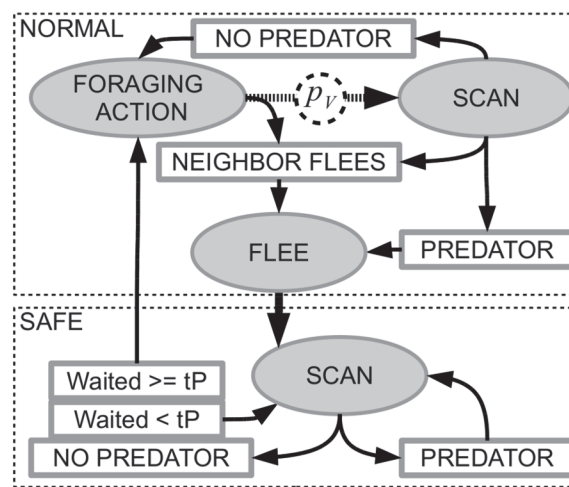 NORMAL
NO PREDATOR
FORAGING
ACTION
pV
SCAN
NEIGHBOR FLEES
FLEE
PREDATOR
SAFE
SCAN
Waited >= tP
Waited < tP
NO PREDATOR
PREDATOR